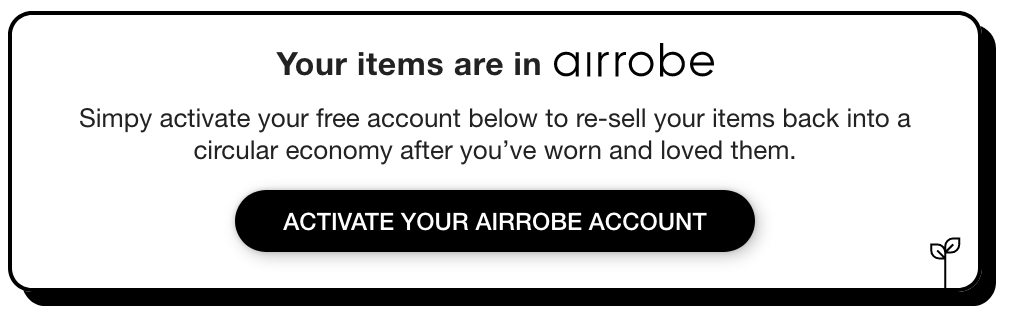 Your items are in airrobe
Simpy activate your free account below to re-sell your items back into a
circular economy after you’ve worn and loved them.
ACTIVATE YOUR AIRROBE ACCOUNT